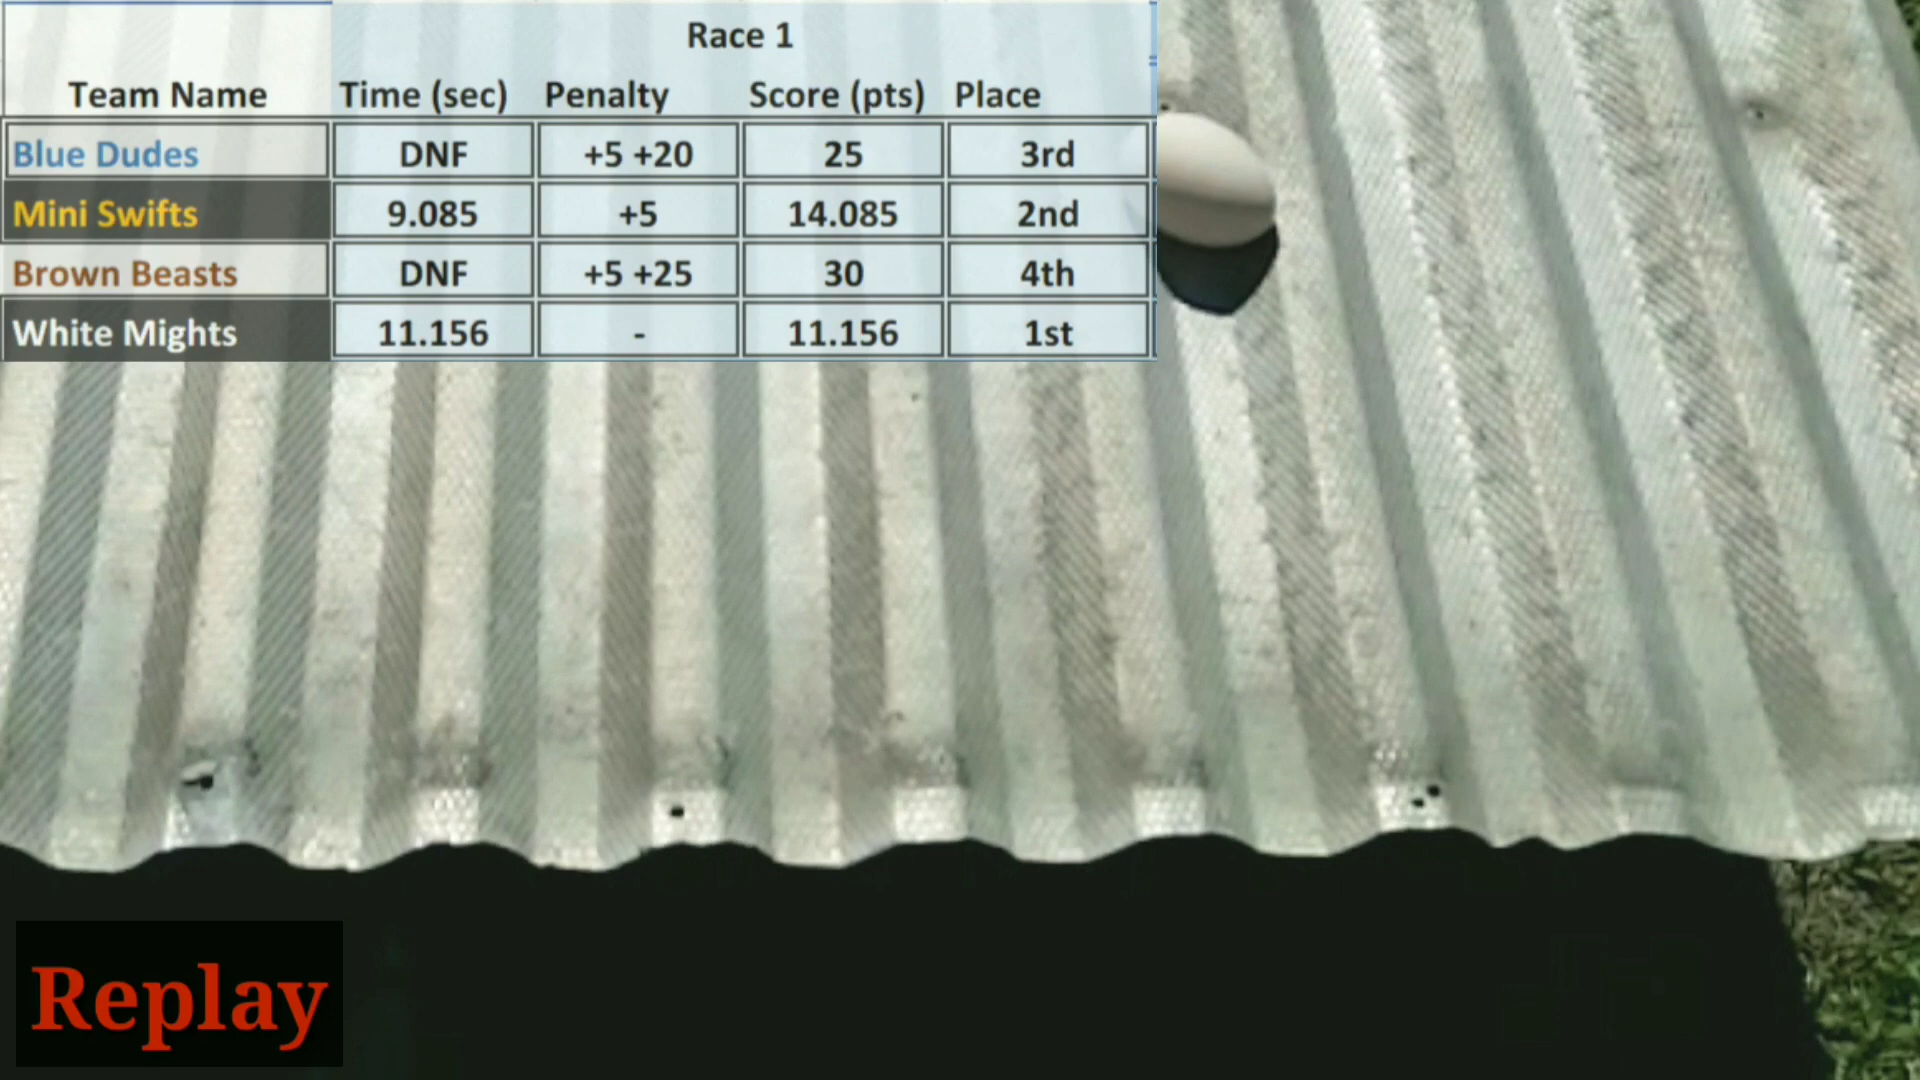 Race 1
Team Name Time (sec) Penalty Score (pts) Place
Blue Dudes DNF +5 +20 25 3rd
Mini Swifts 9.085 +5 14.085 2nd
Brown Beasts DNF +5 +25 30 4th
White Mights 11.156 - 11.156 1st
Replay